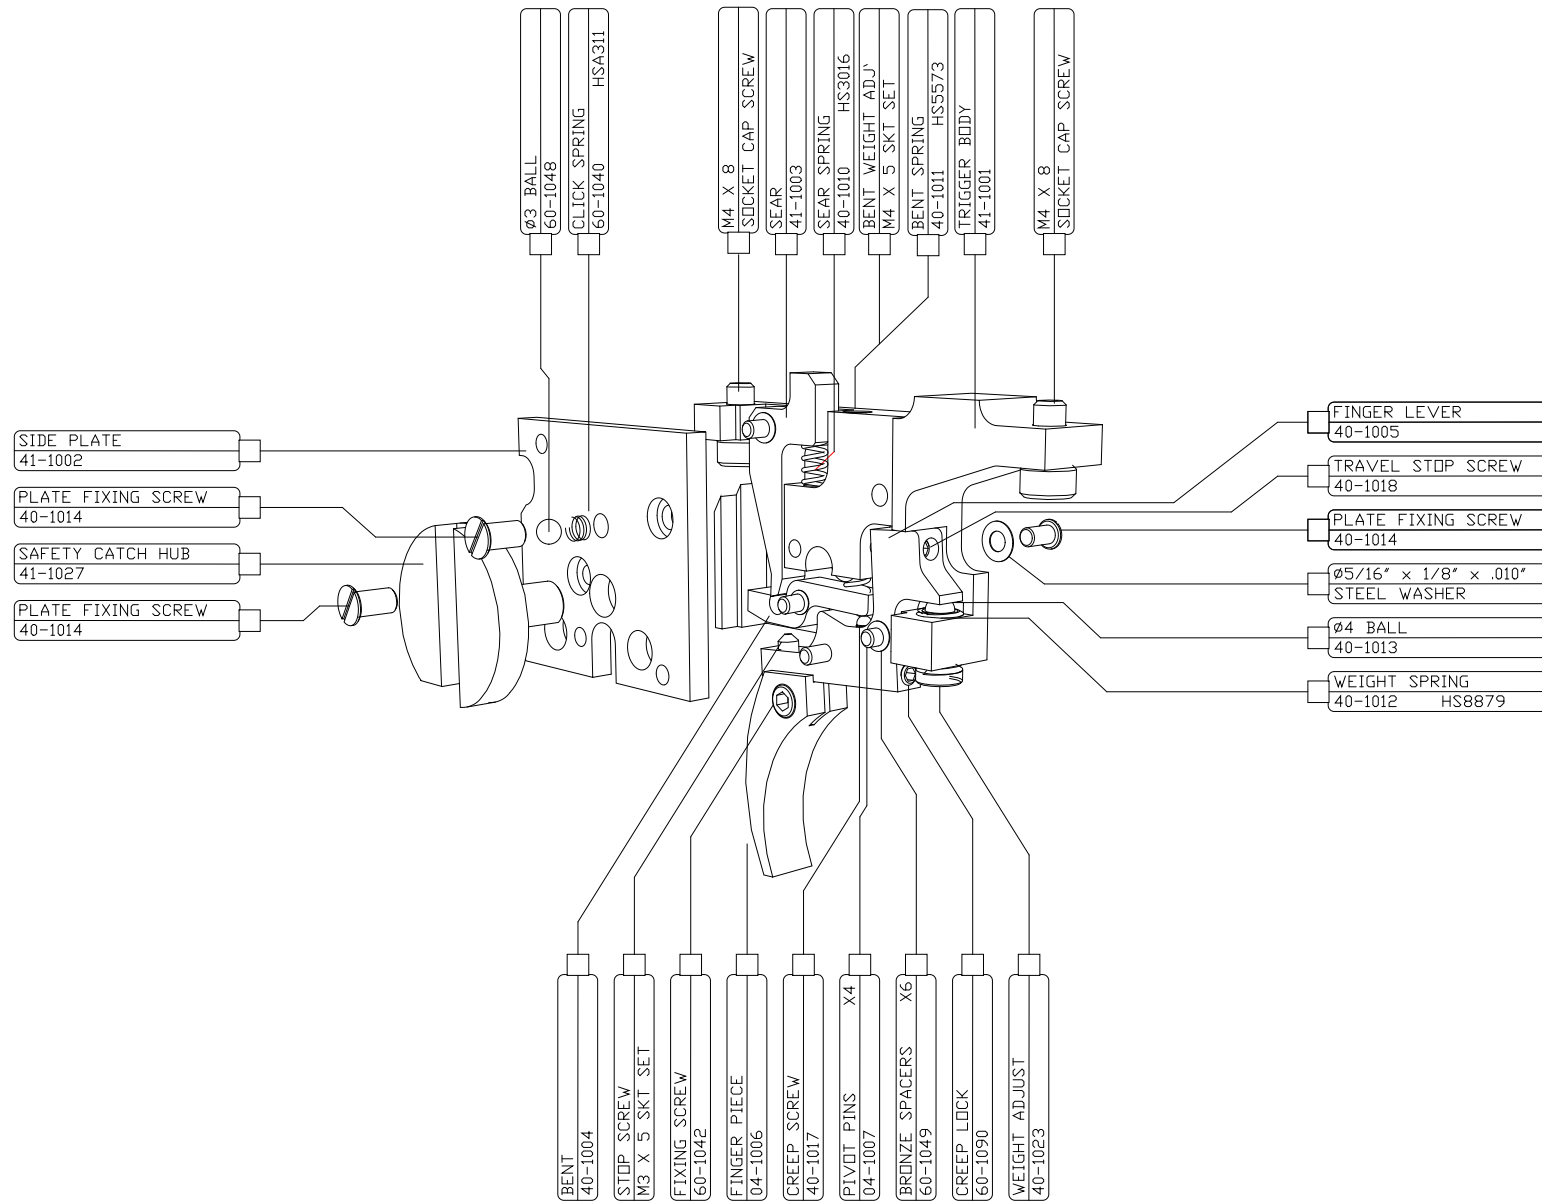 Ø3 BALL
60-1048
CLICK SPRING
60-1040 HSA311
M4 X 8
SOCKET CAP SCREW
SEAR
41-1003
SEAR SPRING
40-1010 HS3016
BENT WEIGHT ADJ'
M4 X 5 SKT SET
BENT SPRING
40-1011 HS5573
TRIGGER BODY
41-1001
M4 X 8
SOCKET CAP SCREW
SIDE PLATE
41-1002
PLATE FIXING SCREW
40-1014
SAFETY CATCH HUB
41-1027
PLATE FIXING SCREW
40-1014
FINGER LEVER
40-1005
TRAVEL STOP SCREW
40-1018
PLATE FIXING SCREW
40-1014
Ø5/16" x 1/8" x .010"
STEEL WASHER
Ø4 BALL
40-1013
WEIGHT SPRING
40-1012 HS8879
BENT
40-1004
STOP SCREW
M3 X 5 SKT SET
FIXING SCREW
60-1042
FINGER PIECE
04-1006
CREEP SCREW
40-1017
PIVOT PINS X4
04-1007
BRONZE SPACERS X6
60-1049
CREEP LOCK
60-1090
WEIGHT ADJUST
40-1023